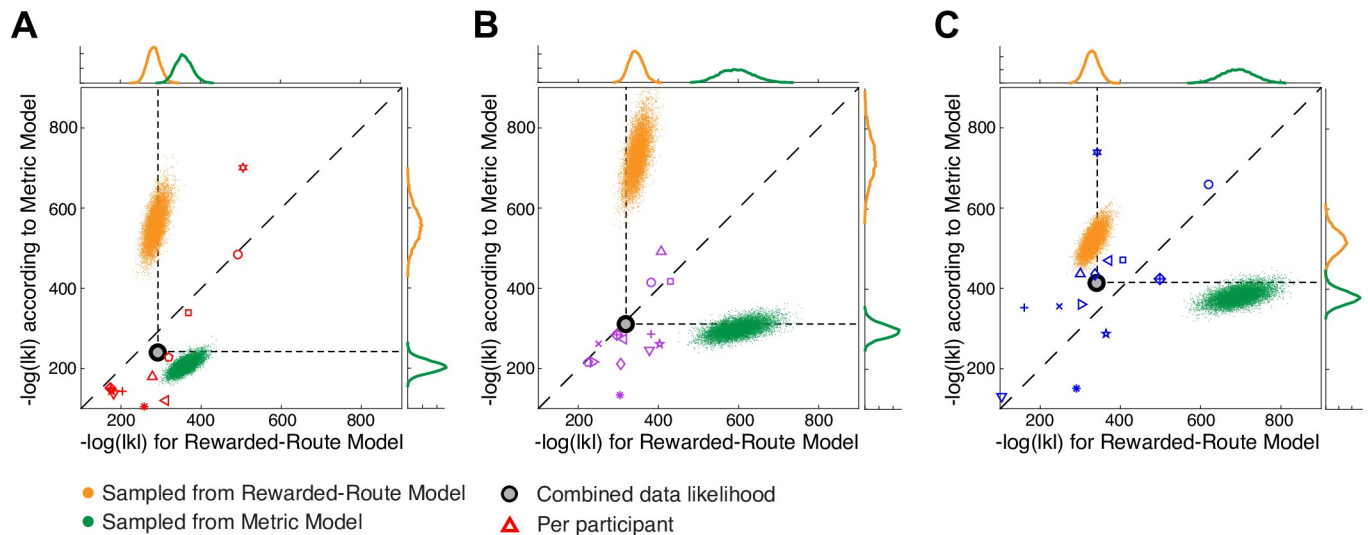 A
B
C
-log(lkl) according to Metric Model
800
600
400
200
200 400 600 800
-log(lkl) for Rewarded-Route Model
-log(lkl) according to Metric Model
800
600
400
200
200 400 600 800
-log(lkl) for Rewarded-Route Model
-log(lkl) according to Metric Model
800
600
400
200
200 400 600 800
-log(lkl) for Rewarded-Route Model
Sampled from Rewarded-Route Model
Sampled from Metric Model
Combined data likelihood
Per participant